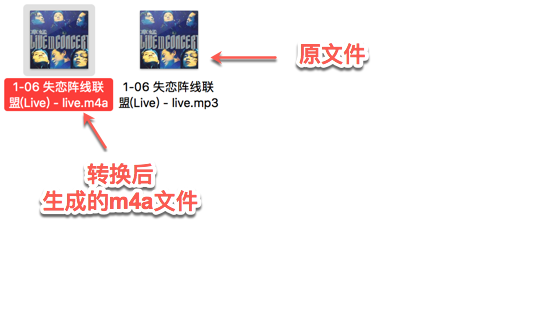 LIVE IN CONCERT
LIVE IN CONCERT
原文件
1-06 失恋阵线联
盟(Live) - live.m4a
1-06 失恋阵线联
盟(Live) - live.mp3
转换后
生成的m4a文件